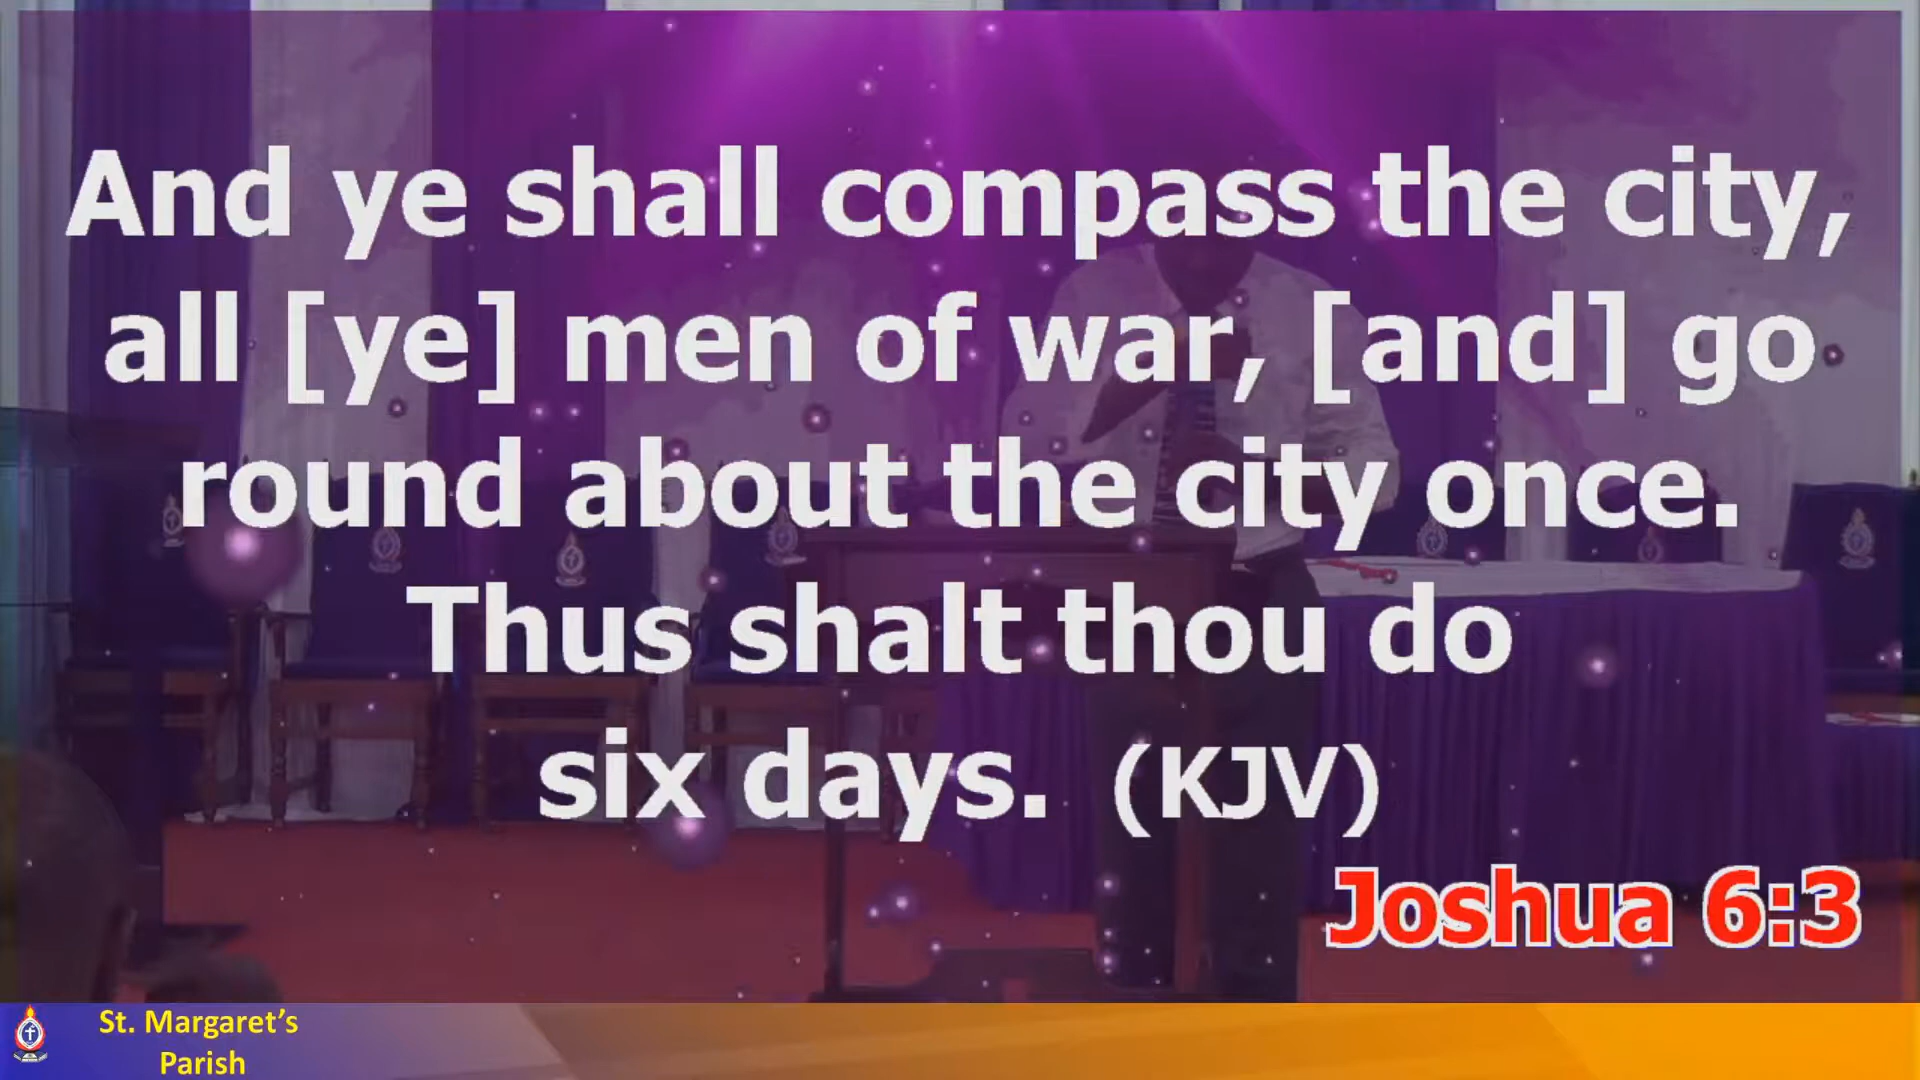 And ye shall compass the city,
all [ye] men of war, [and] go
round about the city once.
Thus shalt thou do
six days. (KJV)
Joshua 6:3
St. Margaret’s
Parish